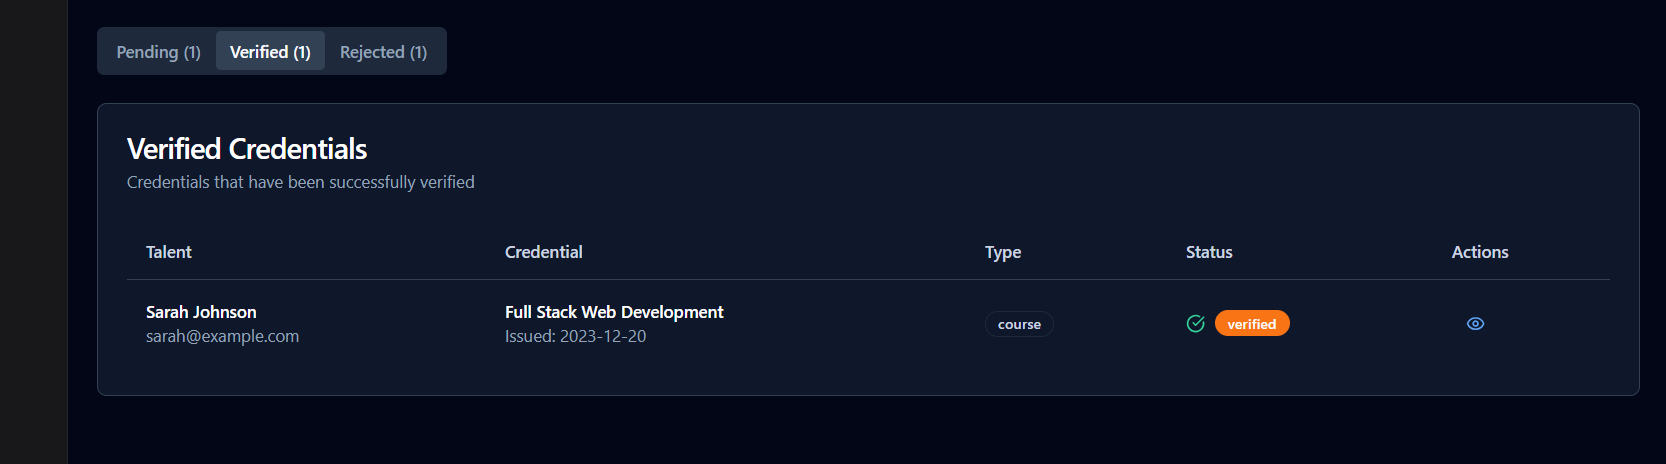 Pending (1) Verified (1) Rejected (1)
Verified Credentials
Credentials that have been successfully verified
Talent Credential Type Status Actions
Sarah Johnson Full Stack Web Development
course verified
sarah@example.com Issued: 2023-12-20